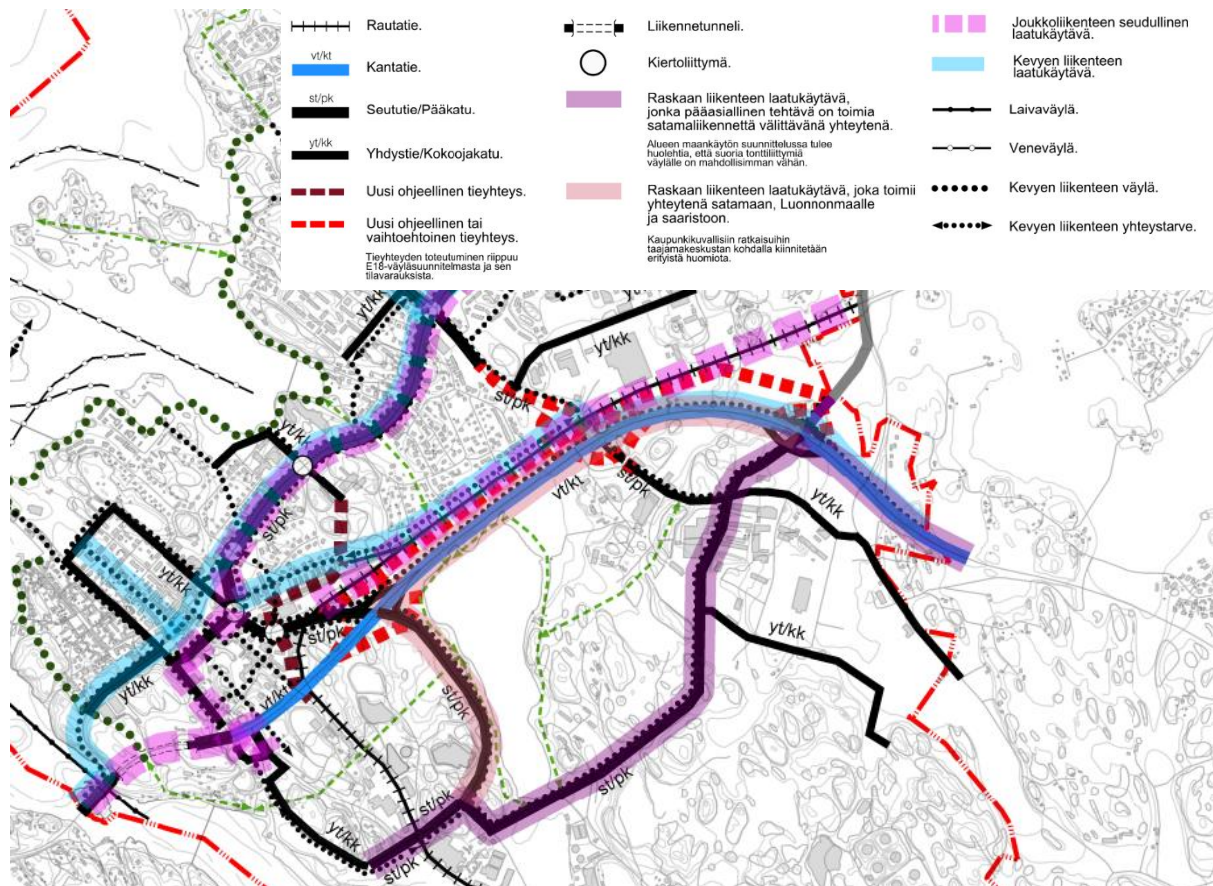 Rautatie.
vt/kt
Kantatie.
st/pk
Seututie/Pääkatu.
yt/kk
Yhdystie/Kokoojakatu.
Uusi ohjeellinen tieyhteys.
Uusi ohjeellinen tai
vaihtoehtoinen tieyhteys.
Tieyhteyden toteutuminen riippuu
E18-väyläsuunnitelmasta ja sen
tilavarauksista.
Liikennetunneli.
Kiertoliittymä.
Raskaan liikenteen laatukäytävä,
jonka pääasiallinen tehtävä on toimia
satamaliikennettä välittävänä yhteytenä.
Alueen maankäytön suunnittelussa tulee
huolehtia, että suoria tonttiliittymiä
väylälle on mahdollisimman vähän.
Raskaan liikenteen laatukäytävä, joka toimii
yhteytenä satamaan, Luonnonmaalle
ja saaristoon.
Kaupunkikuvallisiin ratkaisuihin
taajamakeskustan kohdalla kiinnitetään
erityistä huomiota.
Joukkoliikenteen seudullinen
laatukäytävä.
Kevyen liikenteen
laatukäytävä.
Laivaväylä.
Veneväylä.
Kevyen liikenteen väylä.
Kevyen liikenteen yhteystarve.
yt/kk
yt/kk
yt/kk
st/pk
yt/kt
vt/kt
st/pk
yt/kk
st/pk
yt/kk
st/pk
yt/kk
yt/kk
vt/kt
st/pk
st/pk
st/pk
yt/kk
st/pk